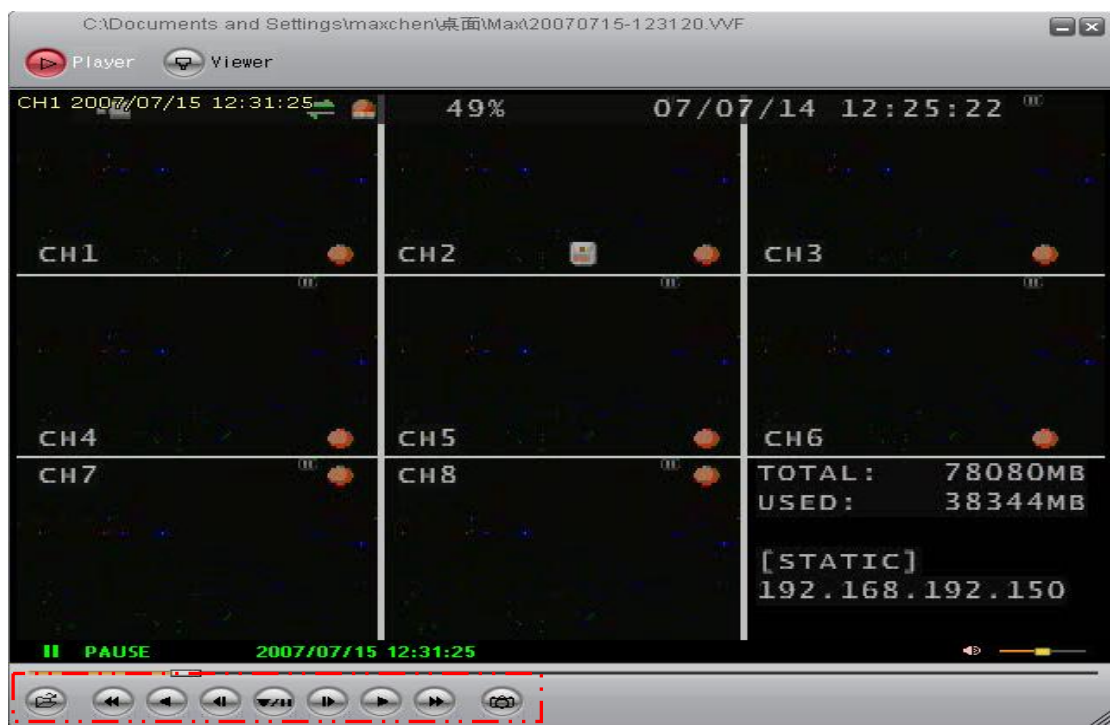 C:\Documents and Settings\maxchen\桌面\Max\20070715-123120.VVF
Player Viewer
CH1 2007/07/15 12:31:25
49% 07/07/14 12:25:22
CH1 CH2 CH3
CH4 CH5 CH6
CH7 CH8 TOTAL: 78080MB
USED: 38344MB
[STATIC]
192.168.192.150
PAUSE 2007/07/15 12:31:25